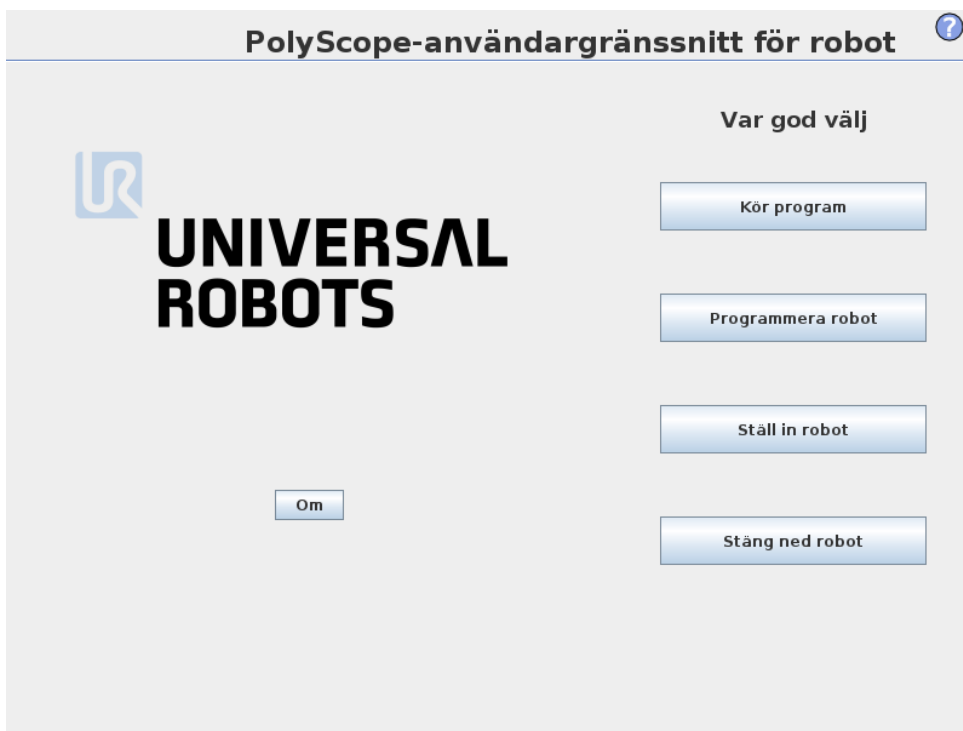 PolyScope-användargränssnitt för robot
?
Var god välj
UR
UNIVERSAL
ROBOTS
Kör program
Programmera robot
Ställ in robot
Om
Stäng ned robot